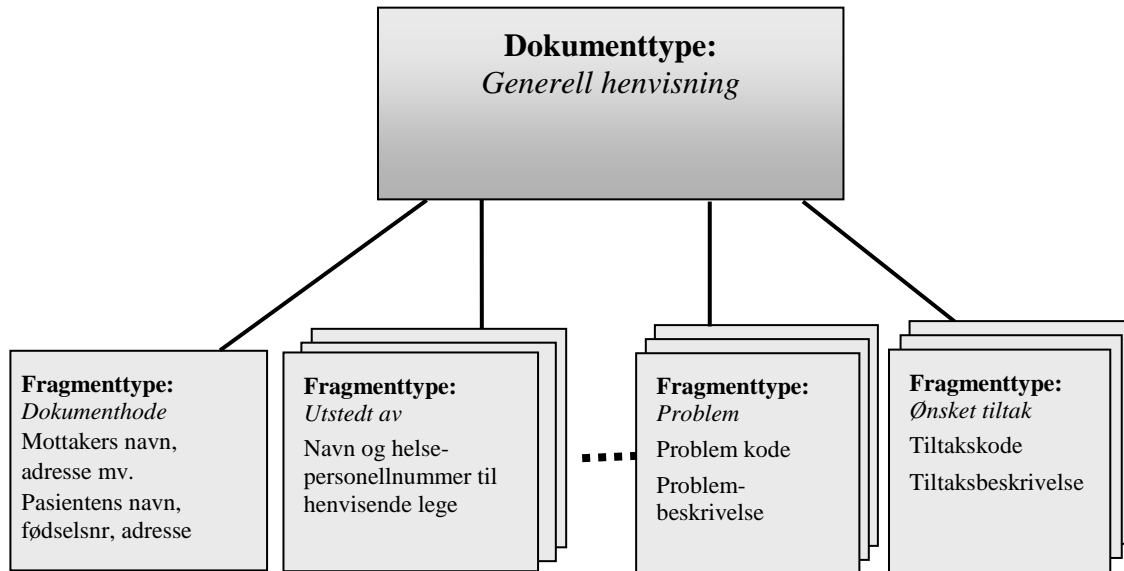 Dokumenttype:
Generell henvisning
Fragmenttype:
Dokumenthode
Mottakers navn,
adresse mv.
Pasientens navn,
fødselsnr, adresse
Fragmenttype:
Utstedt av
Navn og helse-
personellnummer til
henvisende lege
Fragmenttype:
Problem
Problem kode
Problem-
beskrivelse
Fragmenttype:
Ønsket tiltak
Tiltakskode
Tiltaksbeskrivelse